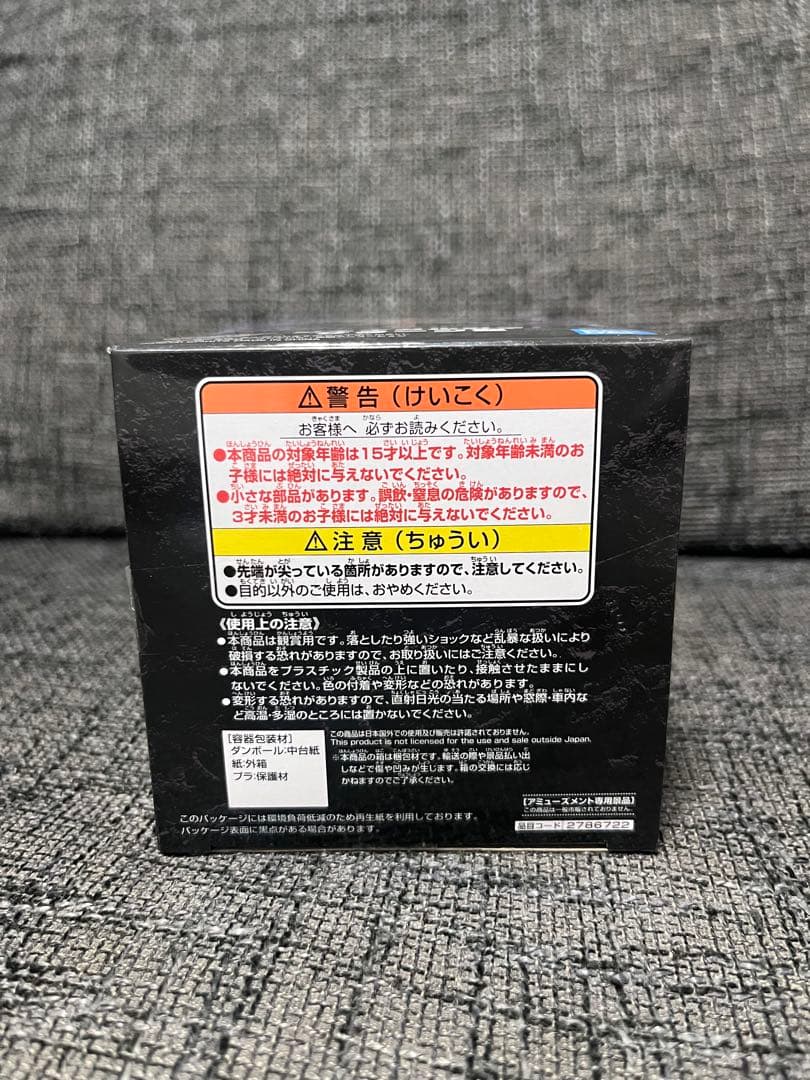 ⚠警告(けいこく)
お客様へ 必ずお読みください。
●本商品の対象年齢は15才以上です。対象年齢未満のお
子様には絶対に与えないでください。
●小さな部品があります。誤飲・窒息の危険がありますので、
3才未満のお子様には絶対に与えないでください。
⚠注意(ちゅうい)
●先端が尖っている箇所がありますので、注意してください。
●目的以外のご使用は、おやめください。
《使用上の注意》
●本商品は観賞用です。落としたり強いショックなど乱暴な扱いにより
破損する恐れがありますので、お取り扱いにはご注意ください。
●本商品をプラスチック製品の上に置いたり、接触させたままにし
ないでください。色の付着や変形などの恐れがあります。
●変形する恐れがありますので、直射日光の当たる場所や窓際・車内な
ど高温・多湿のところには置かないでください。
[容器包装材]
ダンボール:中台紙
紙:外箱
プラ:保護材
この商品は日本国外での使用及び販売は許諾されておりません。
This product is not licensed for the use and sale outside Japan.
※本商品の箱は梱包材です。輸送の際や景品払い出
しなどで傷や凹みが生じます。箱の交換には応じ
かねますのでご了承ください。
[アミューズメント専用景品]
この商品は一般市販されておりません。
品目コード 2786722
このパッケージには環境負荷低減のため再生紙を利用しております。
パッケージ表面に黒点がある場合があります。